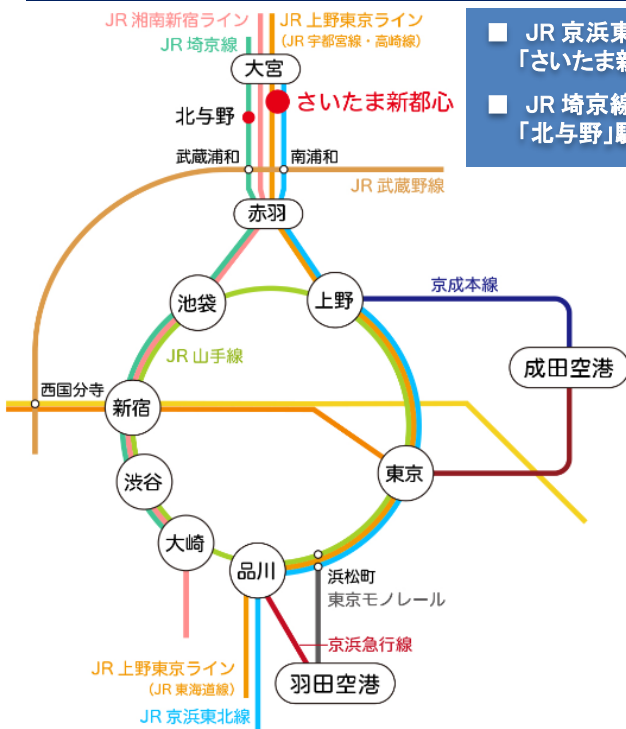 JR 湘南新宿ライン
JR 上野東京ライン
(JR 宇都宮線・高崎線)
JR 埼京線
■ JR 京浜東
「さいたま新
■ JR 埼京線
「北与野」駅
大宮
さいたま新都心
北与野
武蔵浦和
南浦和
JR 武蔵野線
赤羽
池袋
上野
京成本線
JR 山手線
成田空港
西国分寺
新宿
東京
渋谷
大崎
品川
浜松町
東京モノレール
京浜急行線
JR 上野東京ライン
(JR 東海道線)
羽田空港
JR 京浜東北線